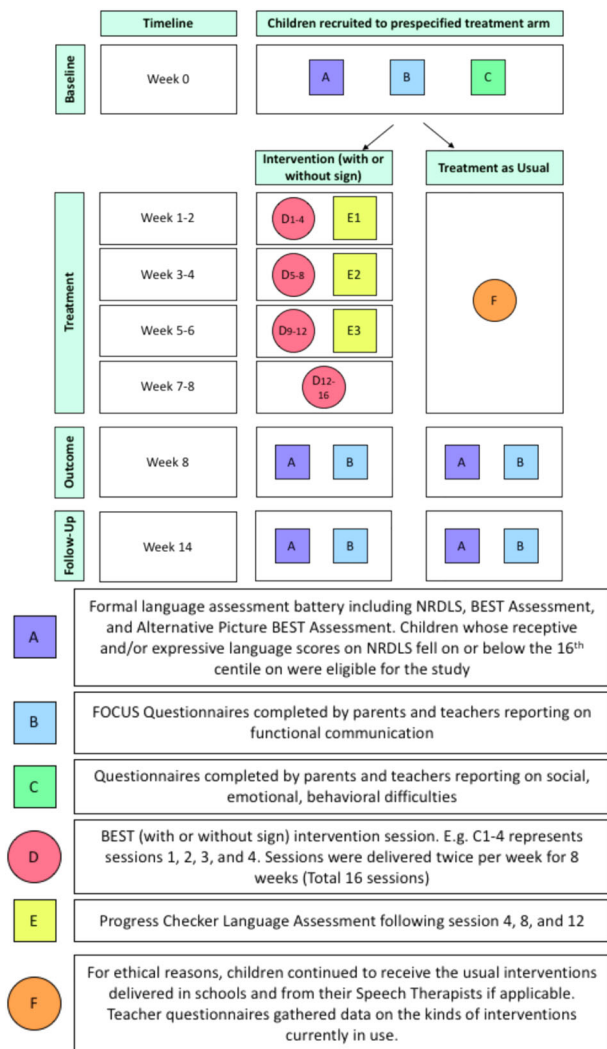 Timeline
Children recruited to prespecified treatment arm
Baseline
Week 0
A
B
C
Intervention (with or
without sign)
Treatment as Usual
Treatment
Week 1-2
D1-4
E1
Week 3-4
D5-8
E2
Week 5-6
D9-12
E3
Week 7-8
D12-
16
F
Outcome
Week 8
A
B
A
B
Follow-Up
Week 14
A
B
A
B
A
Formal language assessment battery including NRDLS, BEST Assessment,
and Alternative Picture BEST Assessment. Children whose receptive
and/or expressive language scores on NRDLS fell on or below the 16th
centile on were eligible for the study
B
FOCUS Questionnaires completed by parents and teachers reporting on
functional communication
C
Questionnaires completed by parents and teachers reporting on social,
emotional, behavioral difficulties
D
BEST (with or without sign) intervention session. E.g. C1-4 represents
sessions 1, 2, 3, and 4. Sessions were delivered twice per week for 8
weeks (Total 16 sessions)
E
Progress Checker Language Assessment following session 4, 8, and 12
F
For ethical reasons, children continued to receive the usual interventions
delivered in schools and from their Speech Therapists if applicable.
Teacher questionnaires gathered data on the kinds of interventions
currently in use.